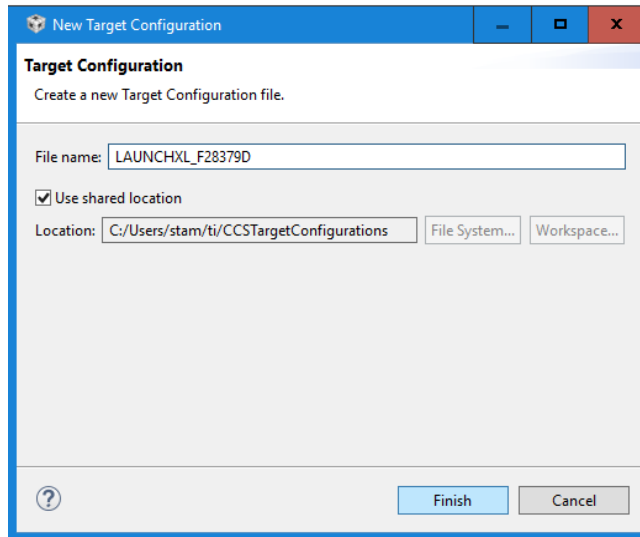 New Target Configuration
Target Configuration
Create a new Target Configuration file.
File name: LAUNCHXL_F28379D
Use shared location
Location: C:/Users/stam/ti/CCSTargetConfigurations File System... Workspace...
Finish Cancel